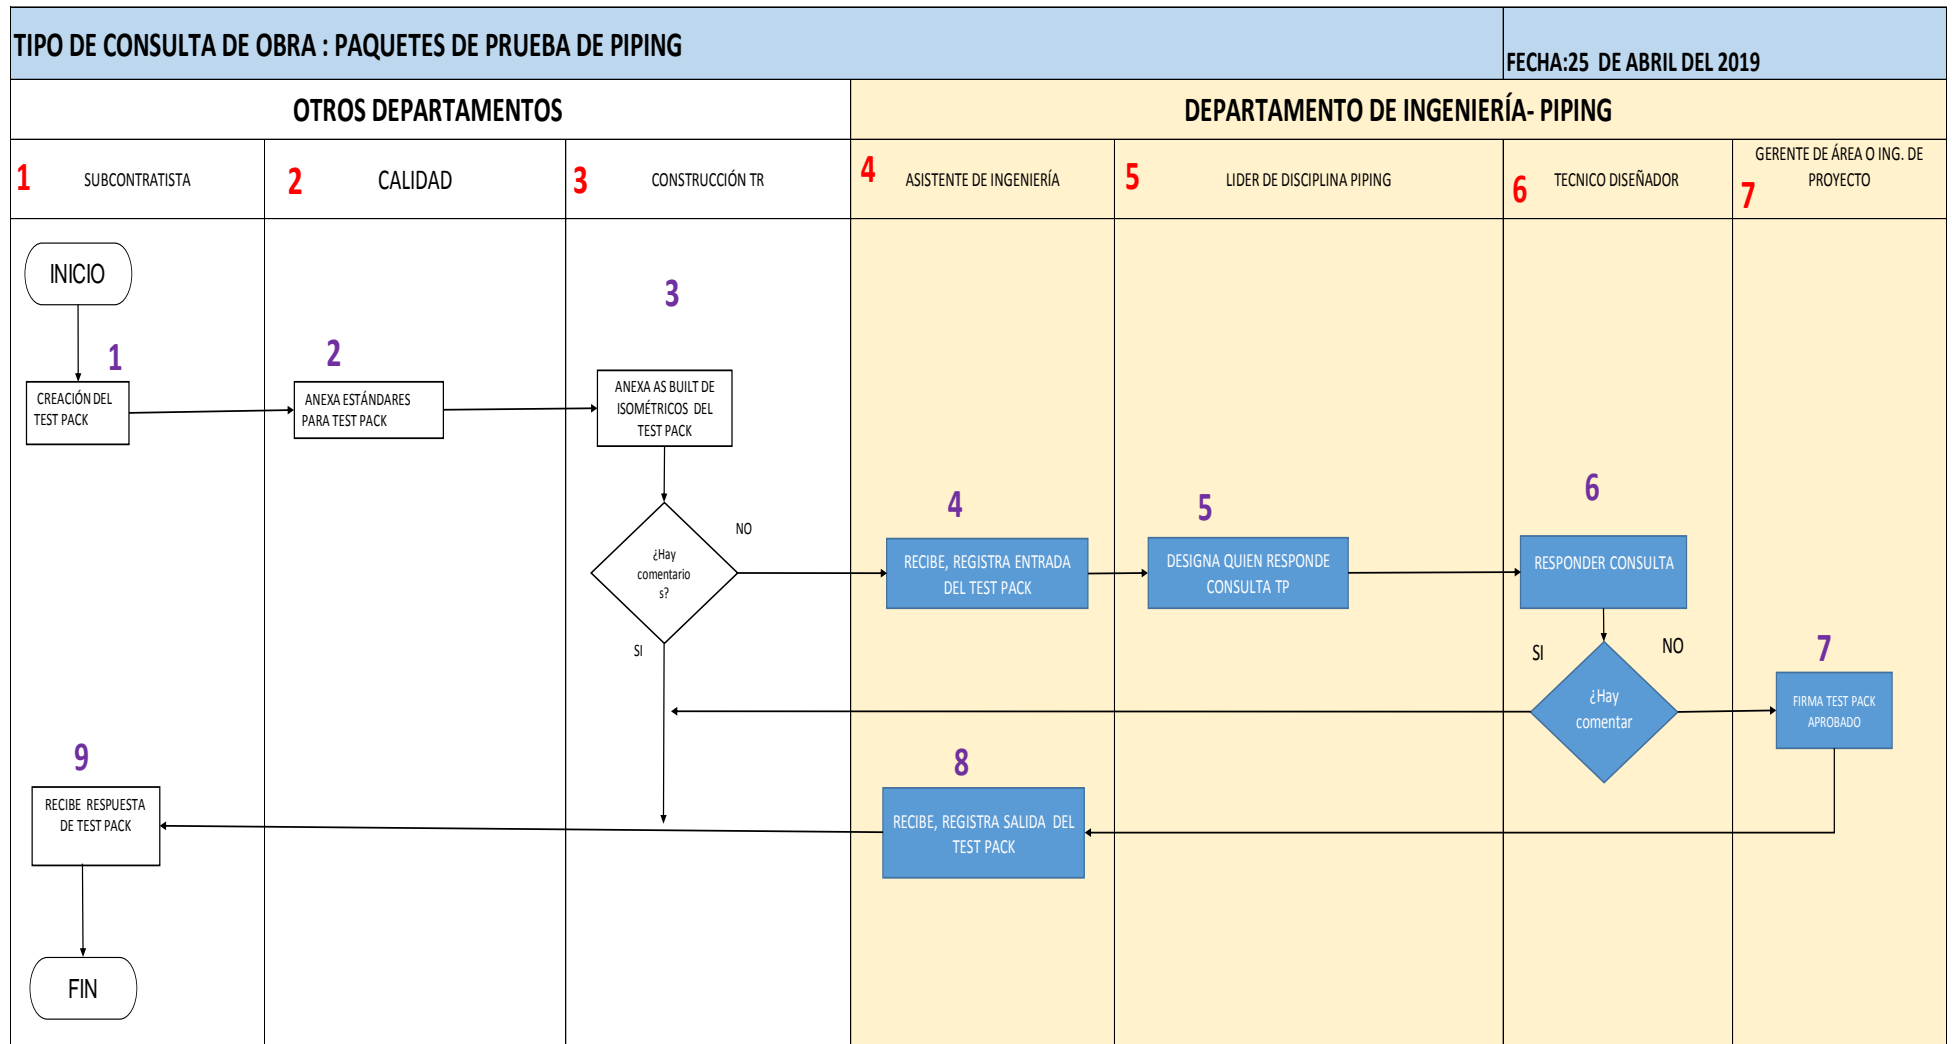 TIPO DE CONSULTA DE OBRA : PAQUETES DE PRUEBA DE PIPING
FECHA:25 DE ABRIL DEL 2019
OTROS DEPARTAMENTOS
DEPARTAMENTO DE INGENIERÍA- PIPING
1
SUBCONTRATISTA
2
CALIDAD
3
CONSTRUCCIÓN TR
4
ASISTENTE DE INGENIERÍA
5
LIDER DE DISCIPLINA PIPING
6
TECNICO DISEÑADOR
7
GERENTE DE ÁREA O ING. DE
PROYECTO
INICIO
1
CREACIÓN DEL
TEST PACK
2
ANEXA ESTÁNDARES
PARA TEST PACK
3
ANEXA AS BUILT DE
ISOMÉTRICOS DEL
TEST PACK
¿Hay
comentario
s?
NO
SI
4
RECIBE, REGISTRA ENTRADA
DEL TEST PACK
5
DESIGNA QUIEN RESPONDE
CONSULTA TP
6
RESPONDER CONSULTA
SI
NO
¿Hay
comentar
7
FIRMA TEST PACK
APROBADO
8
RECIBE, REGISTRA SALIDA DEL
TEST PACK
9
RECIBE RESPUESTA
DE TEST PACK
FIN